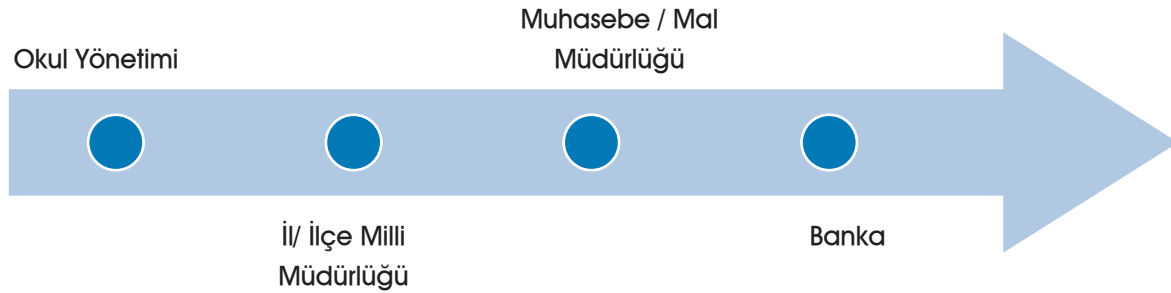 Okul Yönetimi
İl/ İlçe Milli
Müdürlüğü
Muhasebe / Mal
Müdürlüğü
Banka